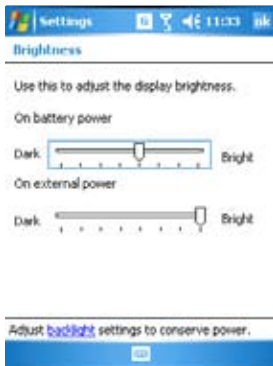 Settings 11:33 ok
Brightness
Use this to adjust the display brightness.
On battery power
Dark Bright
On external power
Dark Bright
Adjust backlight settings to conserve power.